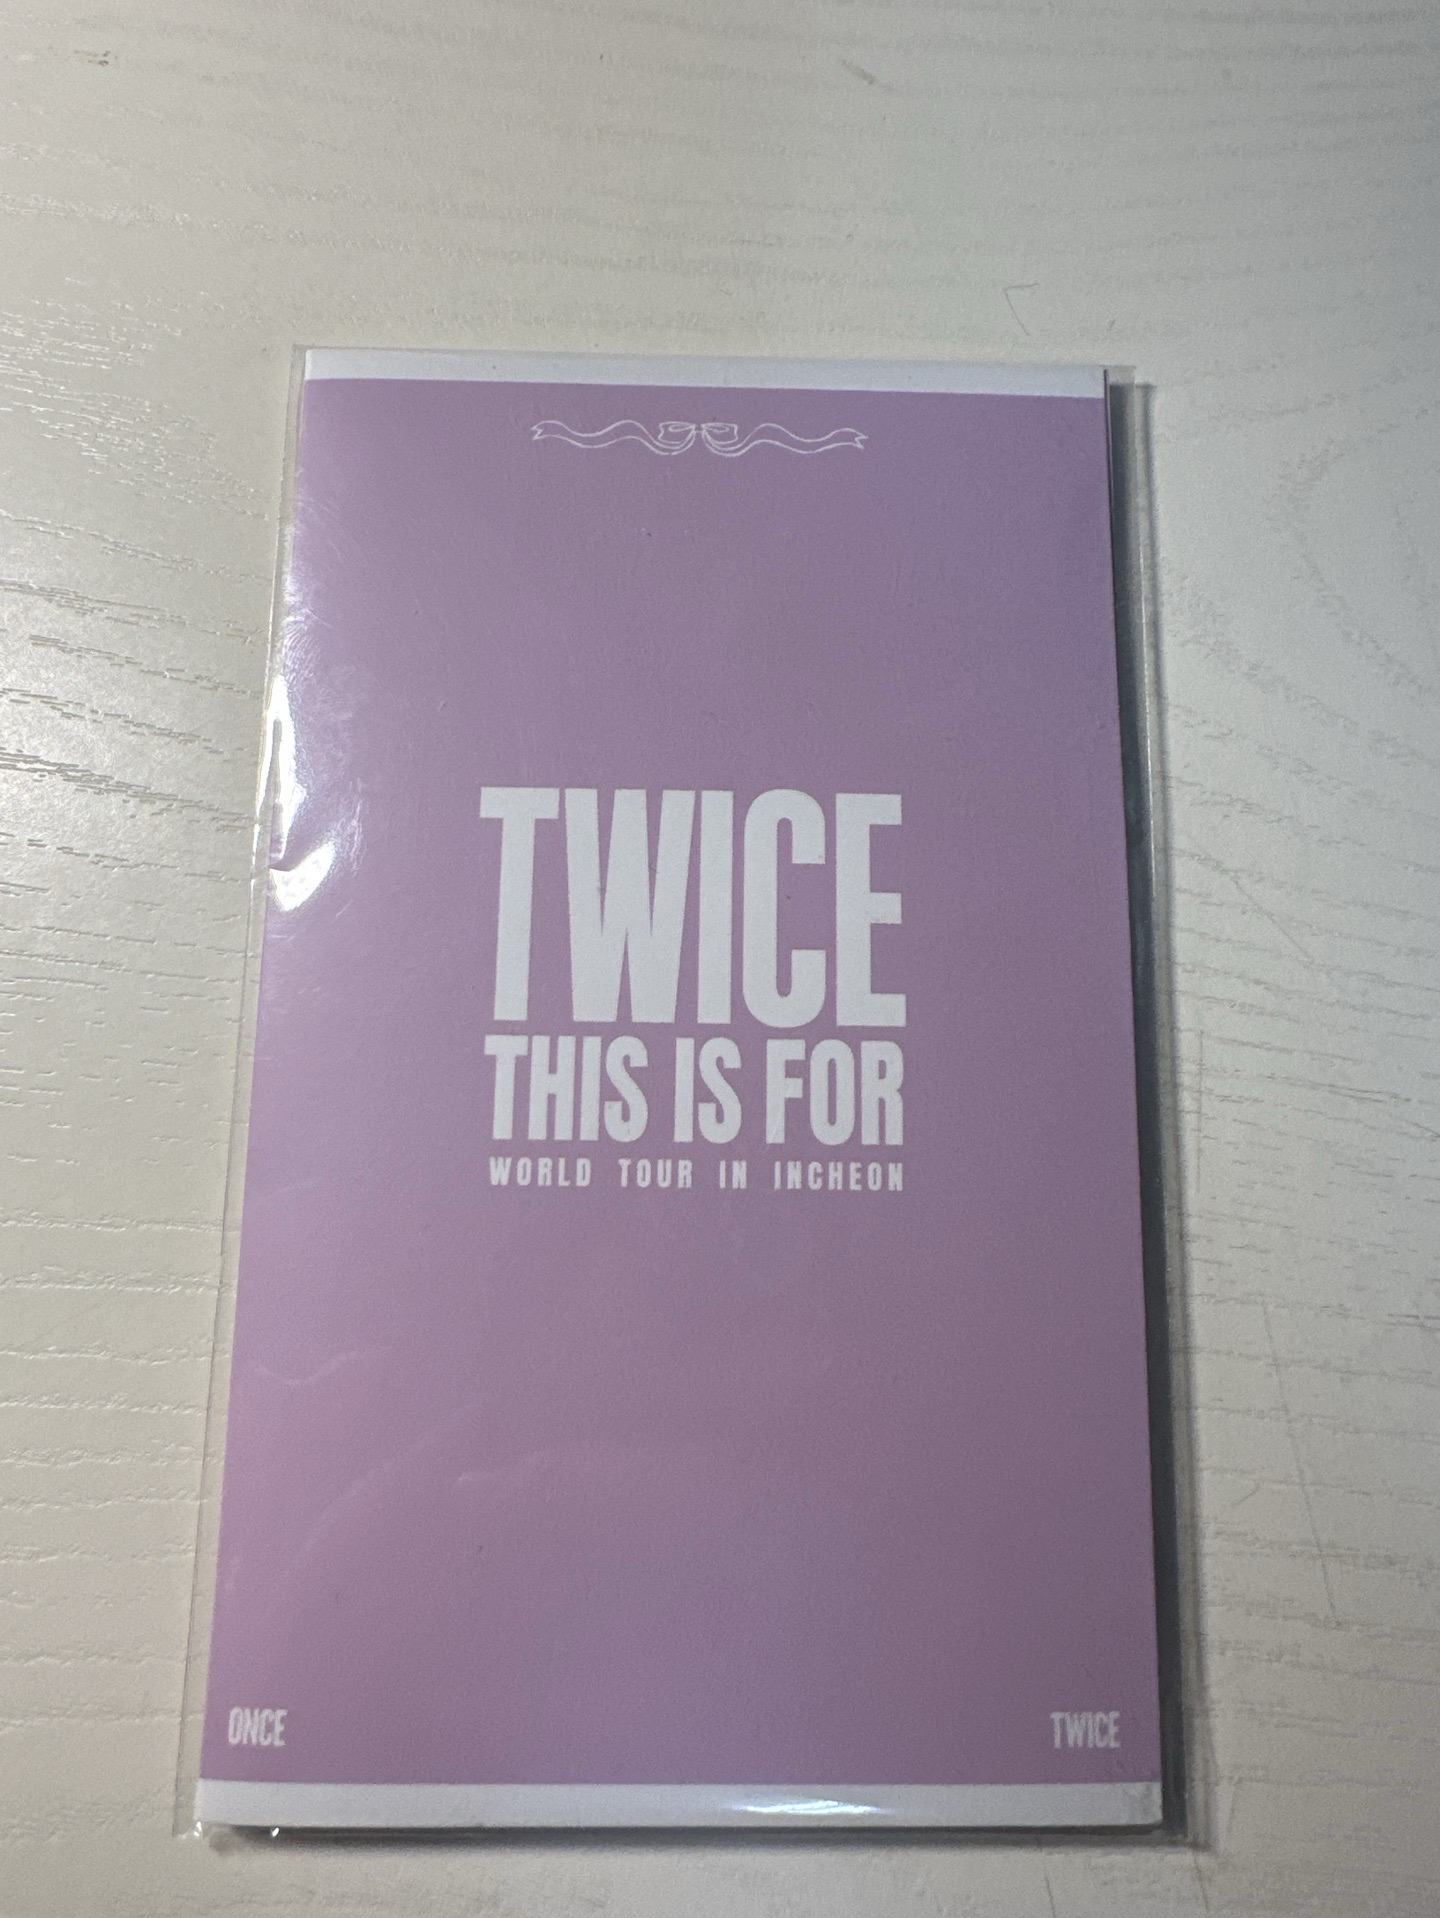 TWICE
THIS IS FOR
WORLD TOUR IN INCHEON
ONCE
TWICE